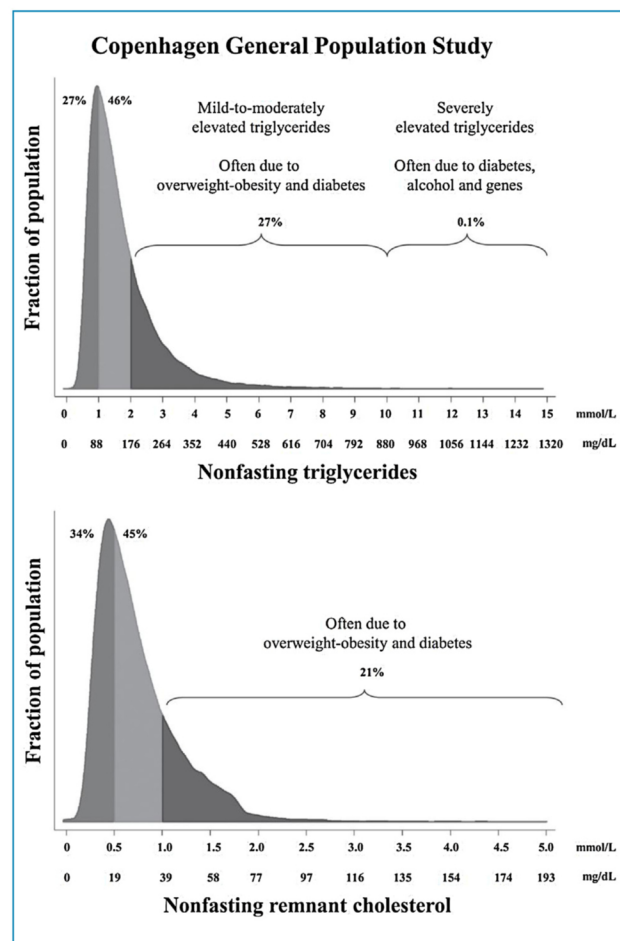 Copenhagen General Population Study
27%
46%
Mild-to-moderately
elevated triglycerides
Often due to
overweight-obesity and diabetes
27%
Severely
elevated triglycerides
Often due to diabetes,
alcohol and genes
0.1%
Fraction of population
0 1 2 3 4 5 6 7 8 9 10 11 12 13 14 15 mmol/L
0 88 176 264 352 440 528 616 704 792 880 968 1056 1144 1232 1320 mg/dL
Nonfasting triglycerides
34%
45%
Often due to
overweight-obesity and diabetes
21%
Fraction of population
0 0.5 1.0 1.5 2.0 2.5 3.0 3.5 4.0 4.5 5.0 mmol/L
0 19 39 58 77 97 116 135 154 174 193 mg/dL
Nonfasting remnant cholesterol